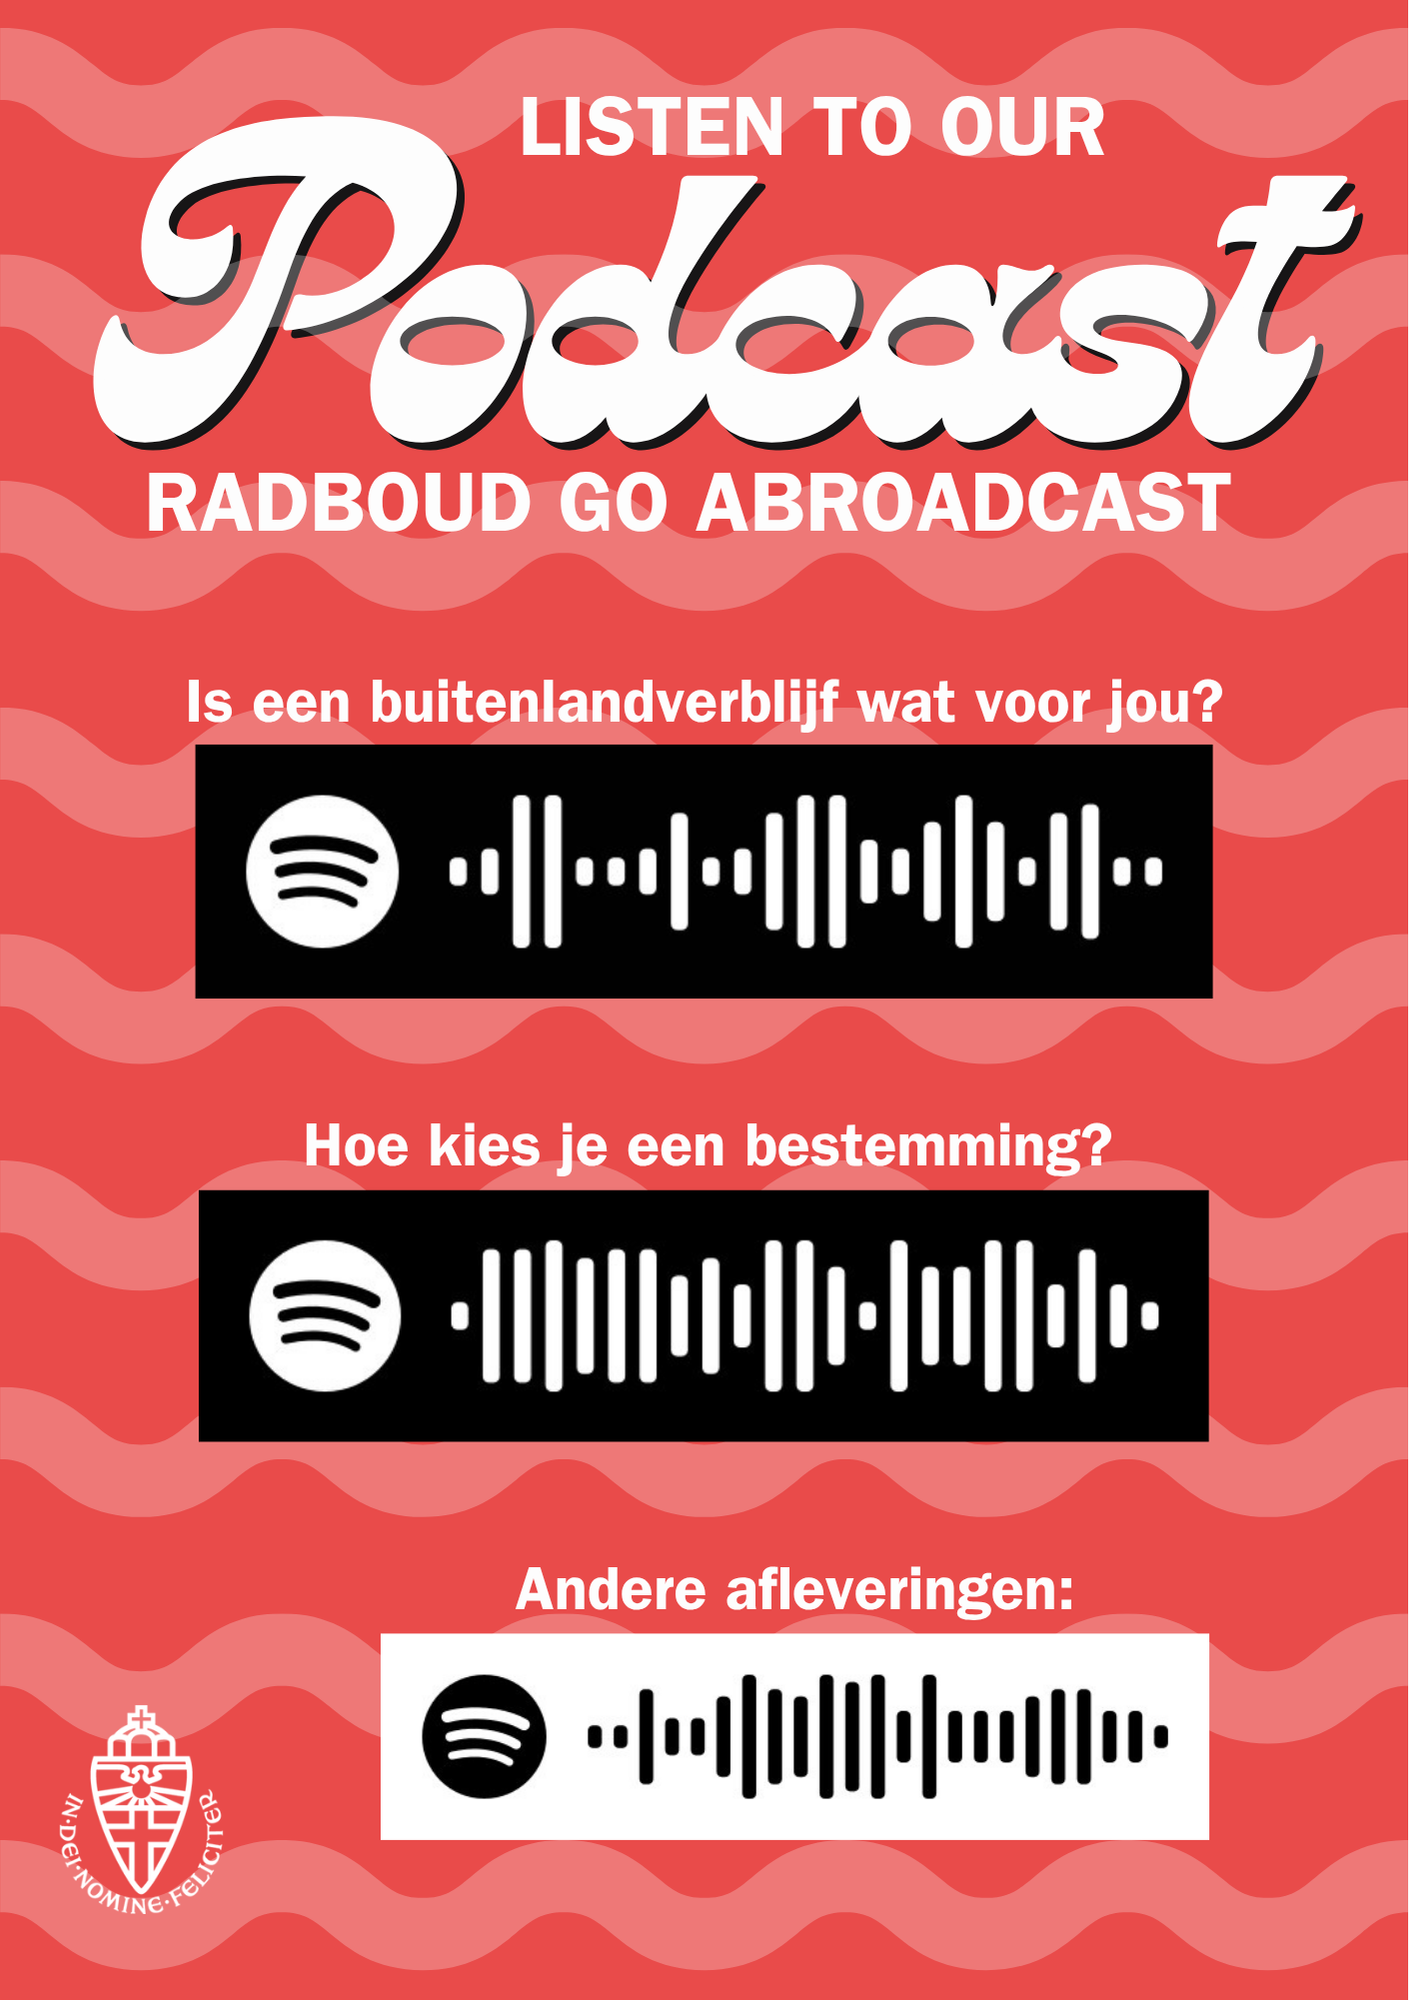 LISTEN TO OUR
Podcast
RADBOUD GO ABROADCAST
Is een buitenlandverblijf wat voor jou?
Hoe kies je een bestemming?
Andere afleveringen:
IN·DEI·NOMINE·FELICITER